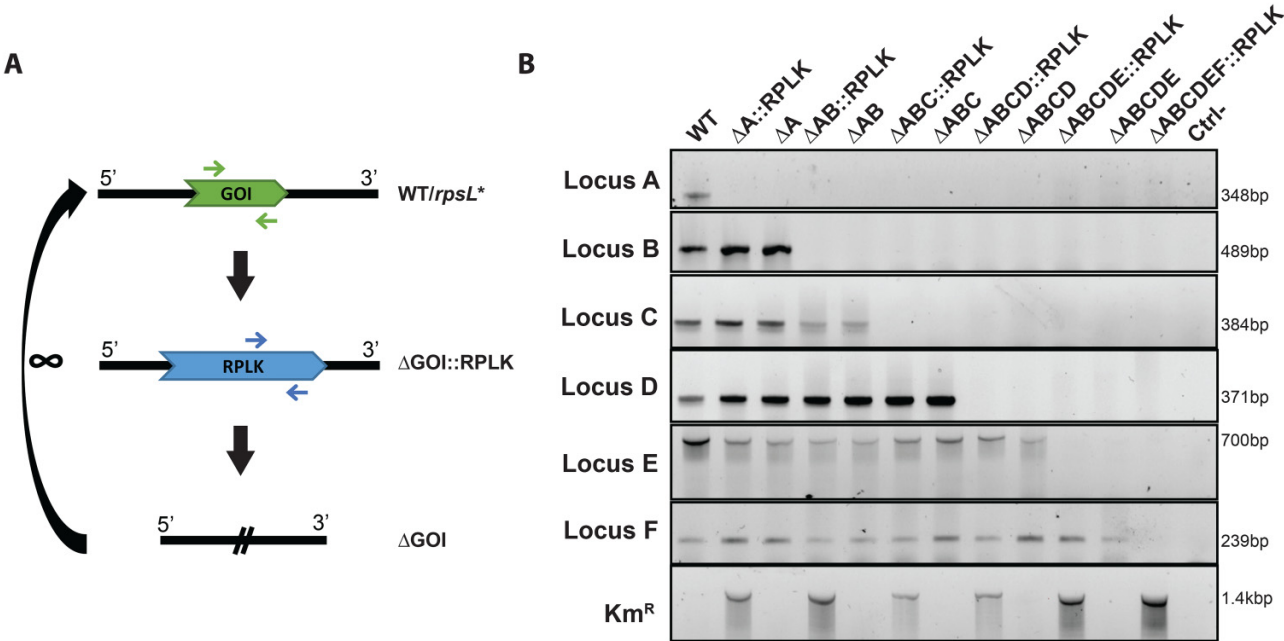 A
5'
3'
GOI
WT/rpsL*
5'
3'
RPLK
ΔGOI::RPLK
∞
5'
3'
ΔGOI
B
WT
ΔA::RPLK
ΔA
ΔAB::RPLK
ΔAB
ΔABC::RPLK
ΔABC
ΔABCD::RPLK
ΔABCD
ΔABCDE::RPLK
ΔABCDE
ΔABCDEF::RPLK
Ctrl-
Locus A
348bp
Locus B
489bp
Locus C
384bp
Locus D
371bp
Locus E
700bp
Locus F
239bp
Kmᴿ
1.4kbp